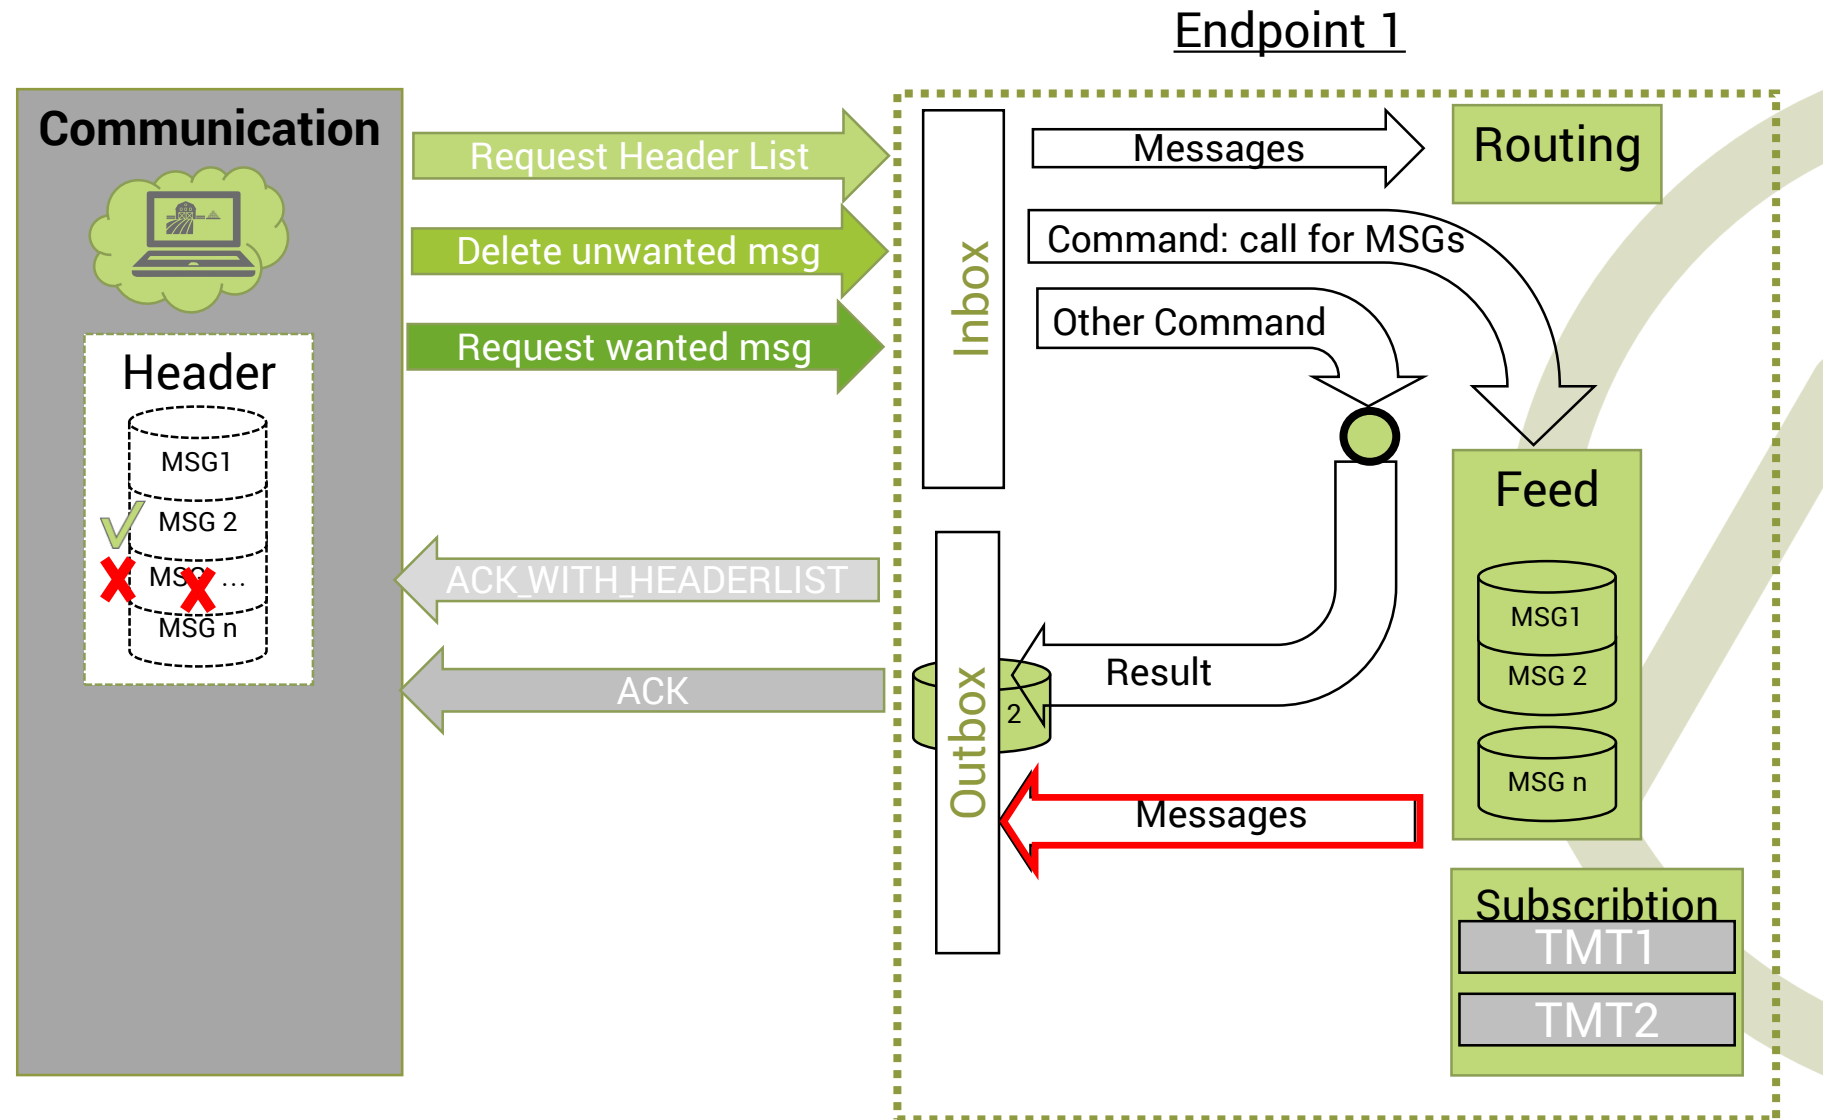 Endpoint 1
Communication
Request Header List
Delete unwanted msg
Request wanted msg
Header
MSG1
MSG 2
MSG n
ACK_WITH_HEADERLIST
ACK
Inbox
Messages
Routing
Command: call for MSGs
Other Command
Feed
MSG1
MSG 2
MSG n
Result
2
Outbox
Messages
Subscribtion
TMT1
TMT2